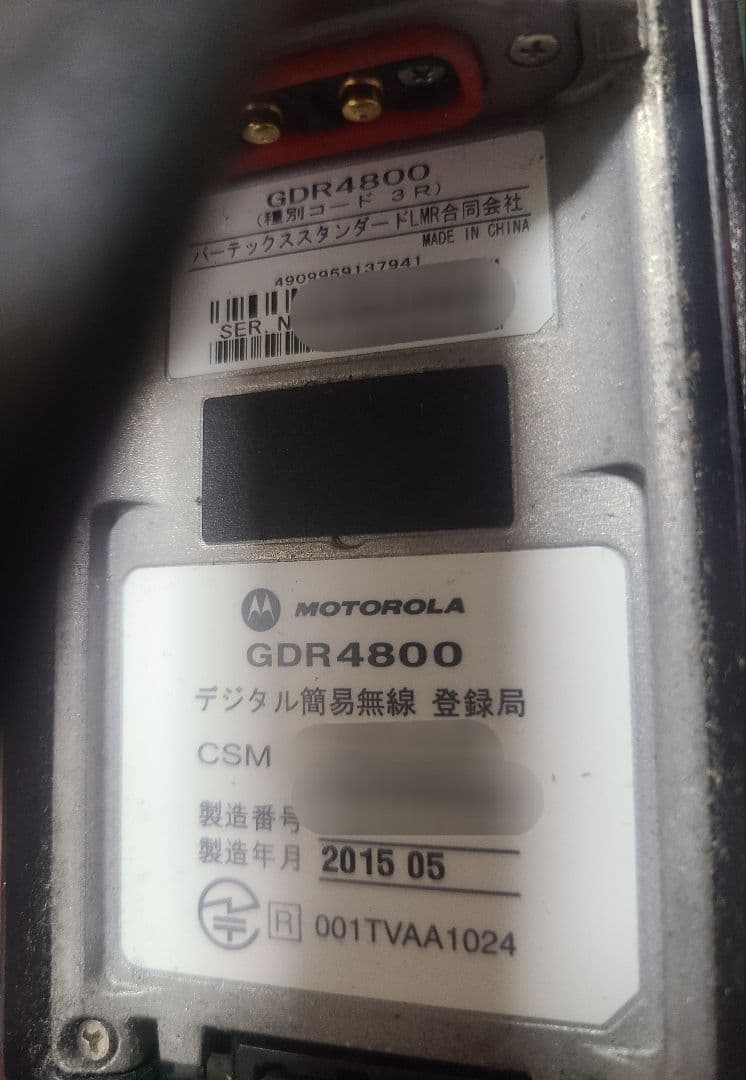 GDR4800
(種別コード 3R)
バーテックススタンダードLMR合同会社
MADE IN CHINA
4909959137941
SER. N
MOTOROLA
GDR4800
デジタル簡易無線 登録局
CSM
製造番号
製造年月 2015 05
R 001TVAA1024